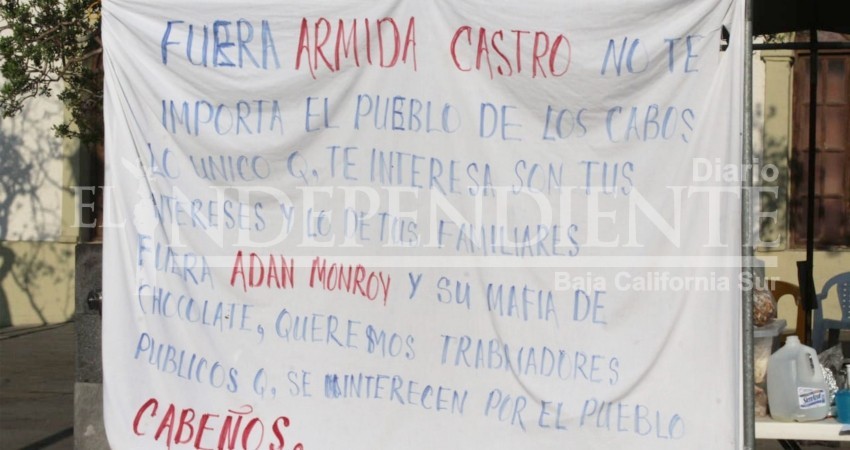 FUERA ARMIDA CASTRO NO TE
IMPORTA EL PUEBLO DE LOS CABOS
LO UNICO Q, TE INTERESA SON TUS
INTERESES Y LO DE TUS FAMILIARES
FUERA ADAN MONROY Y SU MAFIA DE
CHOCOLATE, QUEREMOS TRABAJADORES
PUBLICOS Q, SE INTERECEN POR EL PUEBLO
CABEÑOS.
Diario
EL INDEPENDIENTE
Baja California Sur